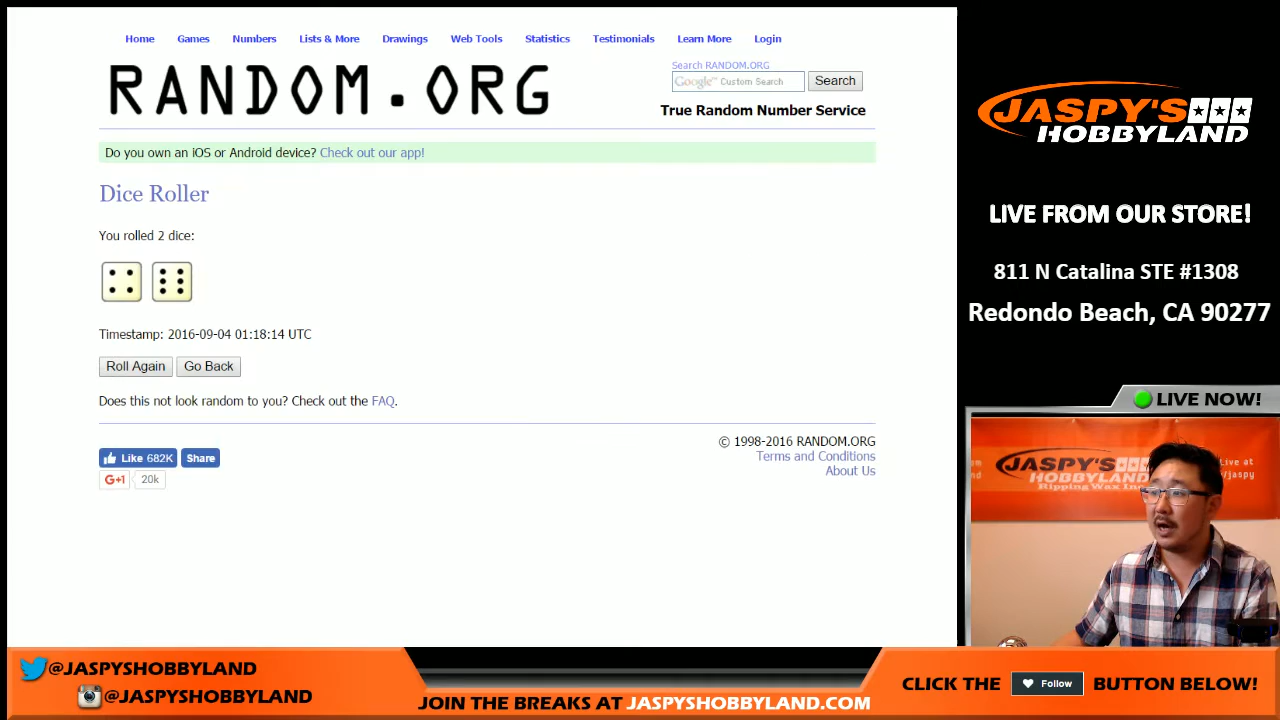 Home Games Numbers Lists & More Drawings Web Tools Statistics Testimonials Learn More Login
RANDOM.ORG
Search RANDOM.ORG
Google™ Custom Search Search
True Random Number Service
Do you own an iOS or Android device? Check out our app!
Dice Roller
You rolled 2 dice:
Timestamp: 2016-09-04 01:18:14 UTC
Roll Again Go Back
Does this not look random to you? Check out the FAQ.
© 1998-2016 RANDOM.ORG
Terms and Conditions
About Us
Like 682K Share
G+1 20k
JASPY'S
HOBBYLAND
LIVE FROM OUR STORE!
811 N Catalina STE #1308
Redondo Beach, CA 90277
LIVE NOW!
JASPY'S
HOBBYLAND
Ripping Wax Inc
Live at
/jaspy
@JASPYSHOBBYLAND
@JASPYSHOBBYLAND
JOIN THE BREAKS AT JASPYSHOBBYLAND.COM
CLICK THE Follow BUTTON BELOW!